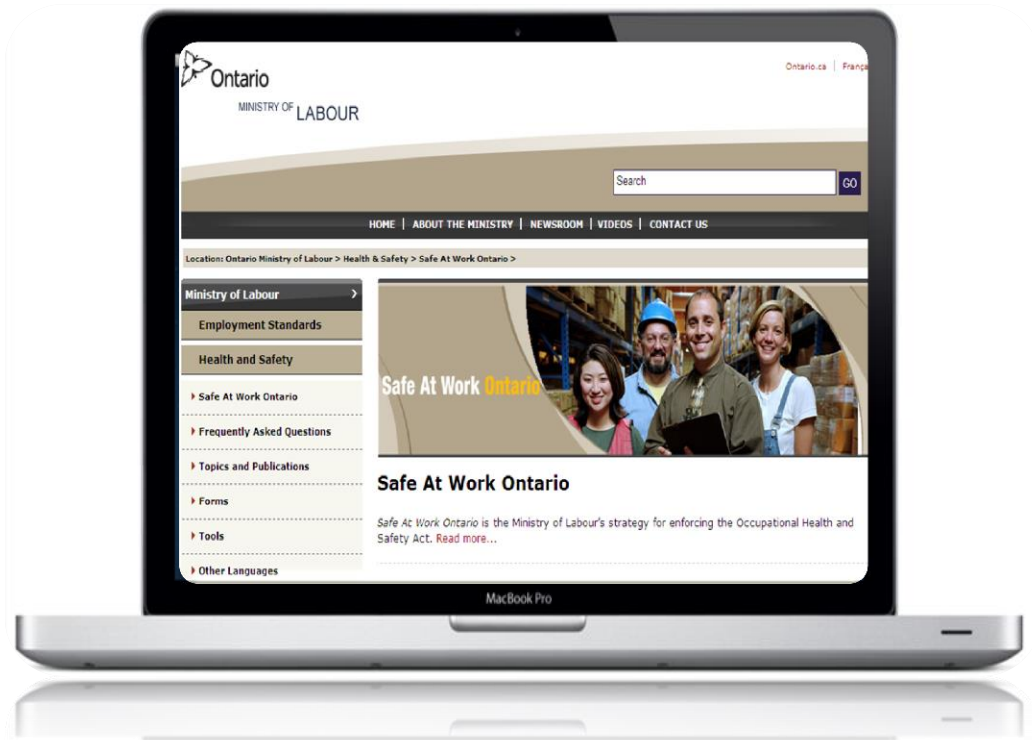 Ontario
MINISTRY OF LABOUR
Ontario.ca | França
Search
GO
HOME | ABOUT THE MINISTRY | NEWSROOM | VIDEOS | CONTACT US
Location: Ontario Ministry of Labour > Health & Safety > Safe At Work Ontario >
Ministry of Labour
Employment Standards
Health and Safety
Safe At Work Ontario
Frequently Asked Questions
Topics and Publications
Forms
Tools
Other Languages
Safe At Work Ontario
Safe At Work Ontario
Safe At Work Ontario is the Ministry of Labour's strategy for enforcing the Occupational Health and
Safety Act. Read more...
MacBook Pro